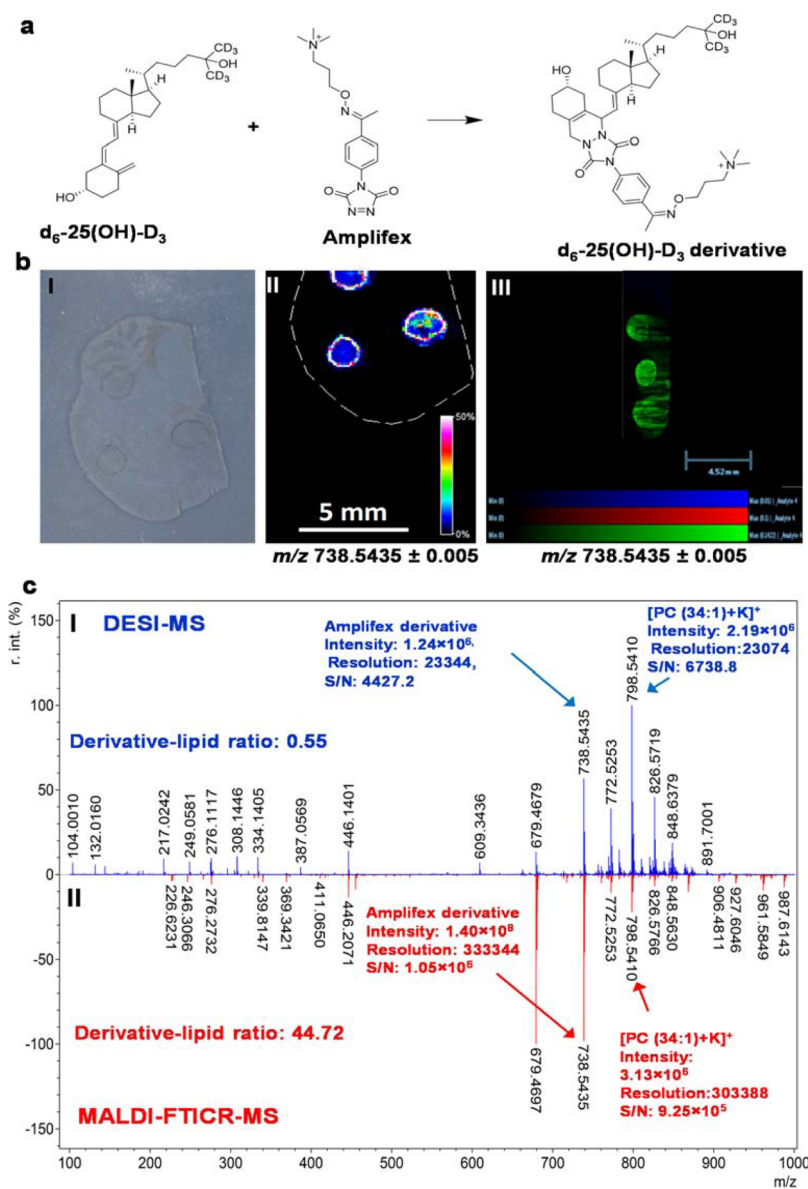 a
CD3
OH
CD3
H
H
HO
+
N+
O
N
N
O
O
N=N
HO
CD3
OH
CD3
H
H
N-N
O
O
N
N
O
N+
d6-25(OH)-D3
Amplifex
d6-25(OH)-D3 derivative
b
I
II
III
50%
0%
5 mm
4.52mm
m/z 738.5435 ± 0.005
m/z 738.5435 ± 0.005
c
r. int. (%)
150
100
50
0
-50
-100
-150
I DESI-MS
Amplifex derivative
Intensity: 1.24×106,
Resolution: 23344,
S/N: 4427.2
[PC (34:1)+K]+
Intensity: 2.19×106
Resolution:23074
S/N: 6738.8
Derivative-lipid ratio: 0.55
104.0010
132.0160
217.0242
249.0581
276.1117
308.1446
334.1405
387.0569
446.1401
609.3436
679.4679
738.5435
772.5253
798.5410
826.5719
848.6379
891.7001
II
226.6231
246.3066
276.2732
339.8147
369.3421
411.0650
446.2071
679.4697
738.5435
772.5253
798.5410
826.5766
848.5630
906.4811
927.6046
961.5849
987.6143
Amplifex derivative
Intensity: 1.40×108
Resolution: 333344
S/N: 1.05×106
Derivative-lipid ratio: 44.72
[PC (34:1)+K]+
Intensity:
3.13×106
Resolution:303388
S/N: 9.25×105
MALDI-FTICR-MS
100
200
300
400
500
600
700
800
900
1000
m/z